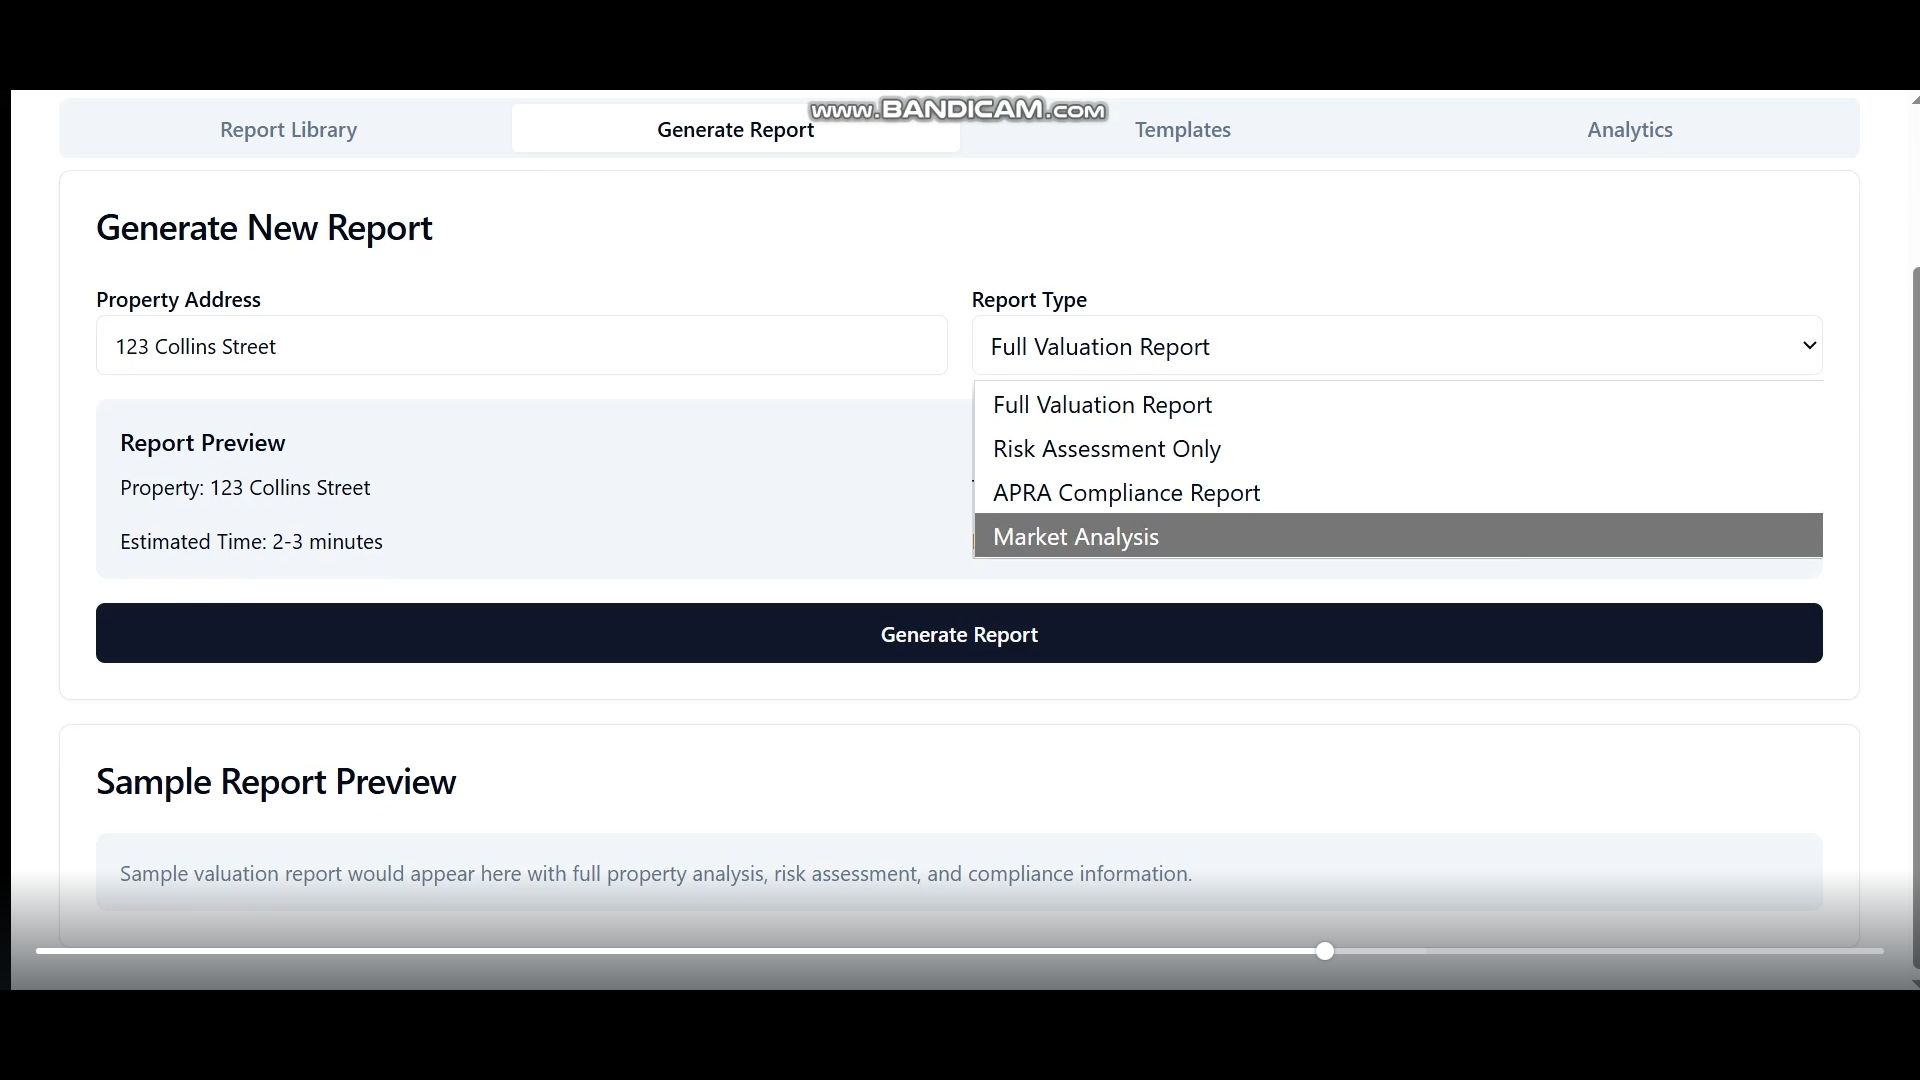 www.BANDICAM.com
Report Library
Generate Report
Templates
Analytics
Generate New Report
Property Address
Report Type
123 Collins Street
Full Valuation Report
Full Valuation Report
Risk Assessment Only
APRA Compliance Report
Market Analysis
Report Preview
Property: 123 Collins Street
Estimated Time: 2-3 minutes
Generate Report
Sample Report Preview
Sample valuation report would appear here with full property analysis, risk assessment, and compliance information.